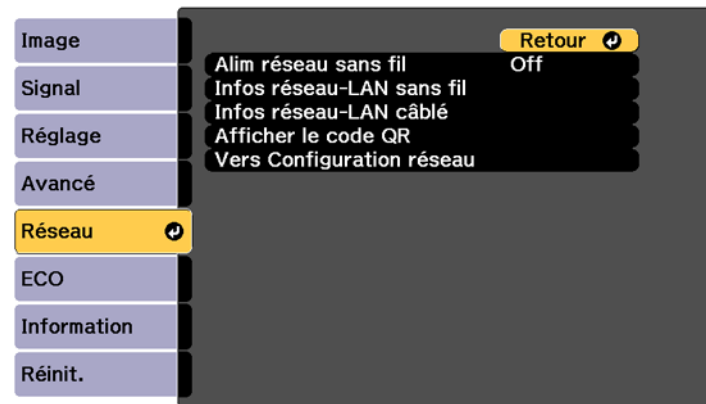 Image
Signal
Réglage
Avancé
Réseau
ECO
Information
Réinit.
Retour
Alim réseau sans fil Off
Infos réseau-LAN sans fil
Infos réseau-LAN câblé
Afficher le code QR
Vers Configuration réseau